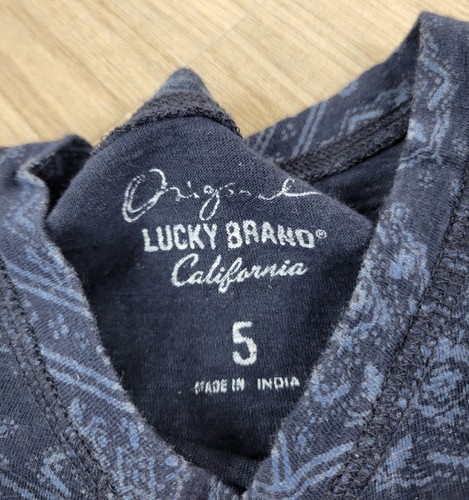 Original
LUCKY BRAND®
California
5
MADE IN INDIA